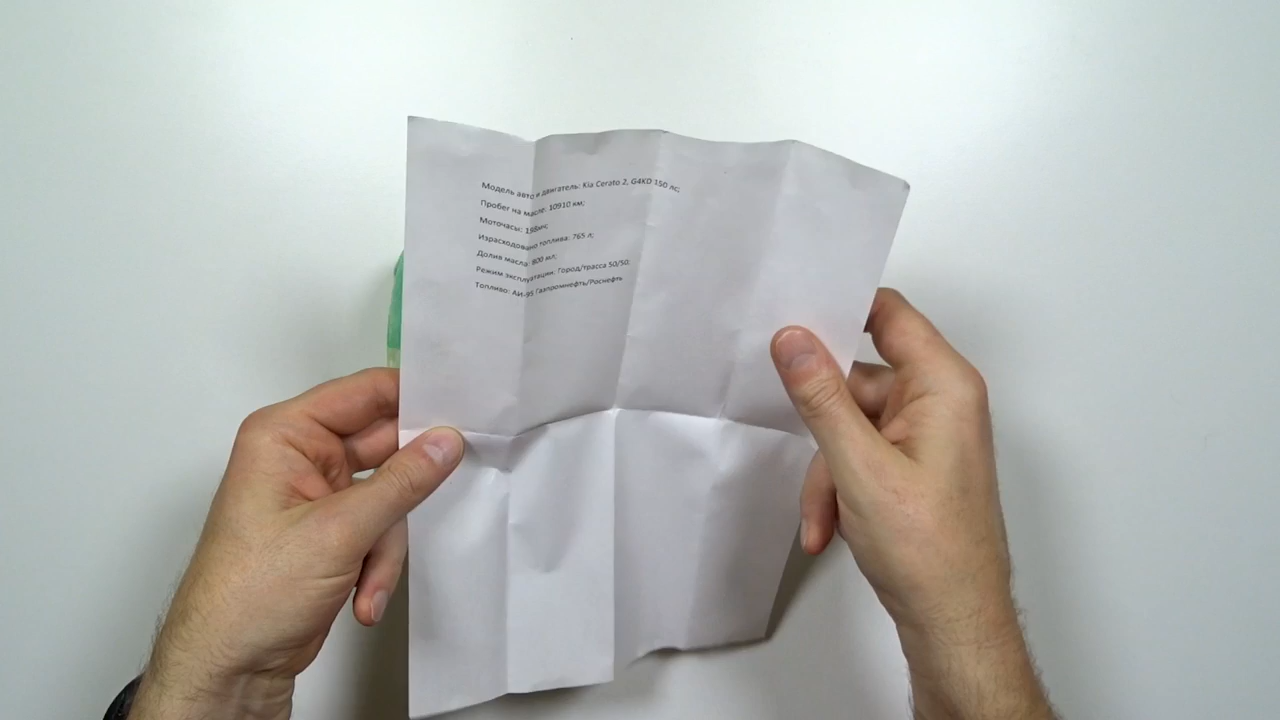 Модель авто и двигатель: Kia Cerato 2, G4KD 150 лс;
Пробег на масле: 10910 км;
Моточасы: 198мч;
Израсходовано топлива: 765 л;
Долив масла: 800 мл;
Режим эксплуатации: Город/трасса 50/50;
Топливо: АИ-95 Газпромнефть/Роснефть